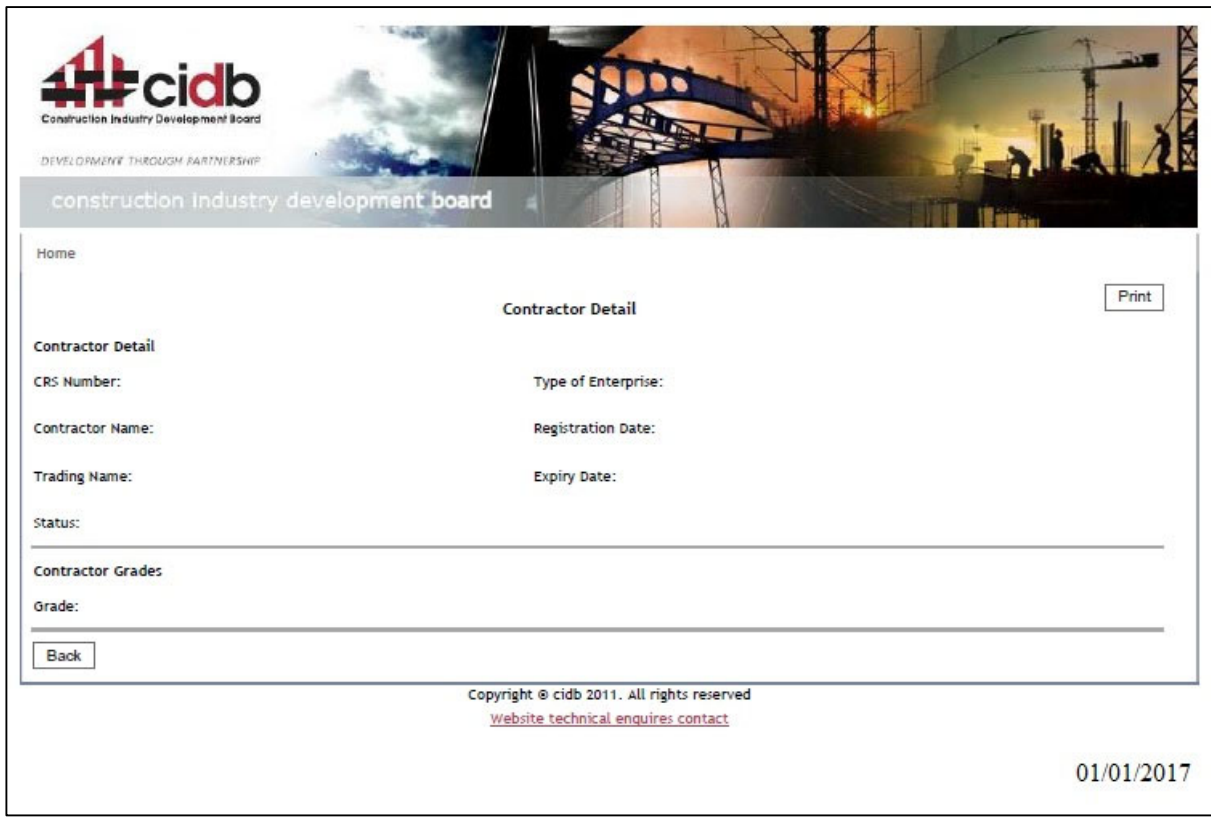 cidb
Construction Industry Development Board
DEVELOPMENT THROUGH PARTNERSHIP
construction industry development board
Home
Print
Contractor Detail
Contractor Detail
CRS Number: Type of Enterprise:
Contractor Name: Registration Date:
Trading Name: Expiry Date:
Status:
Contractor Grades
Grade:
Back
Copyright © cidb 2011. All rights reserved
Website technical enquires contact
01/01/2017